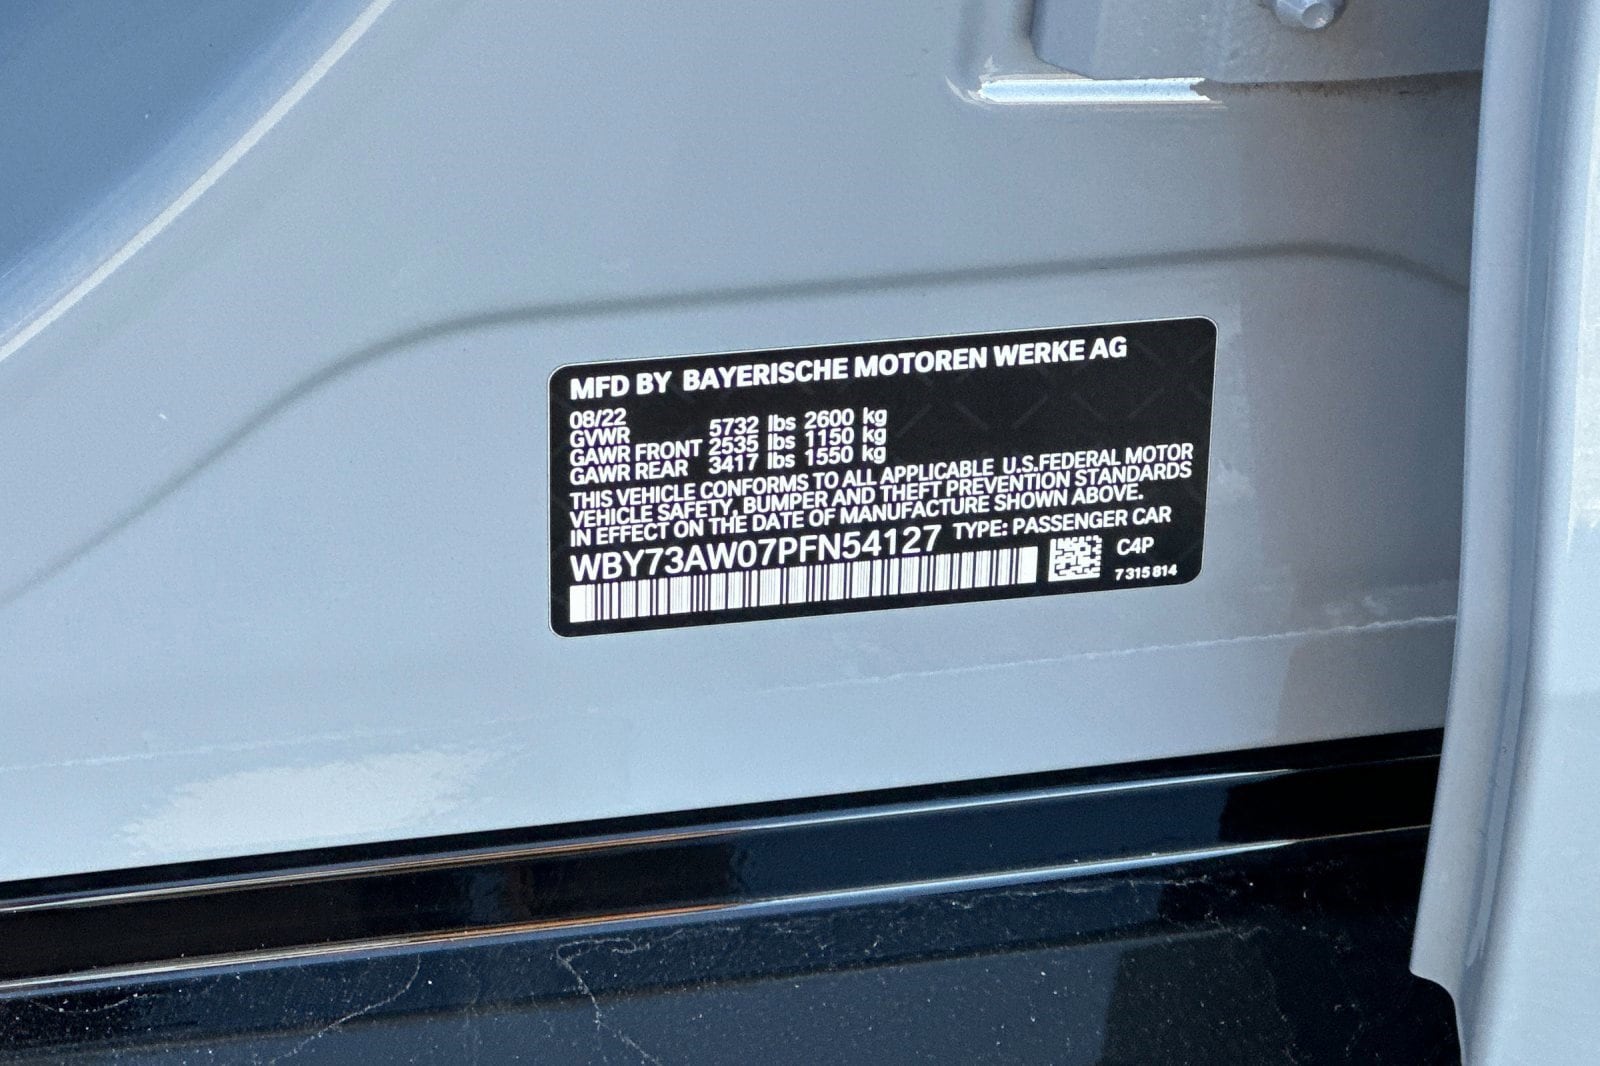 MFD BY BAYERISCHE MOTOREN WERKE AG
08/22
GVWR 5732 lbs 2600 kg
GAWR FRONT 2535 lbs 1150 kg
GAWR REAR 3417 lbs 1550 kg
THIS VEHICLE CONFORMS TO ALL APPLICABLE U.S.FEDERAL MOTOR
VEHICLE SAFETY, BUMPER AND THEFT PREVENTION STANDARDS
IN EFFECT ON THE DATE OF MANUFACTURE SHOWN ABOVE.
WBY73AW07PFN54127 TYPE: PASSENGER CAR
C4P
7 315 814